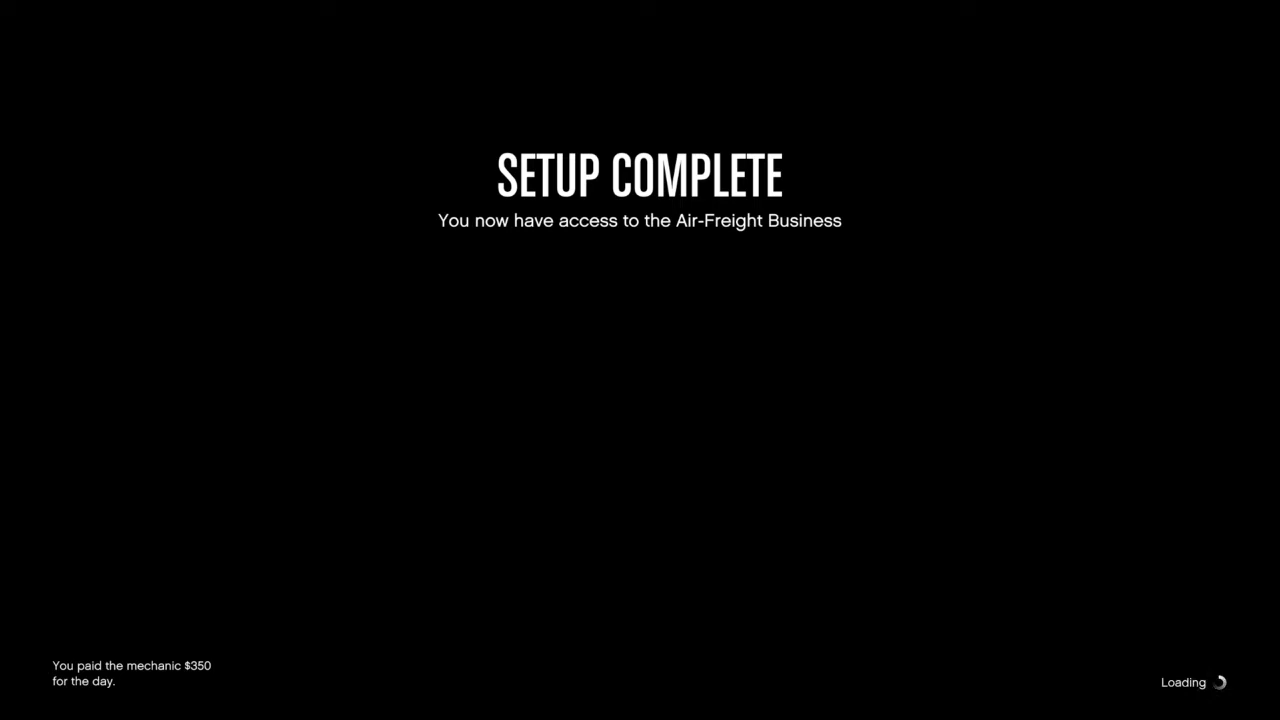 SETUP COMPLETE
You now have access to the Air-Freight Business
You paid the mechanic $350
for the day.
Loading